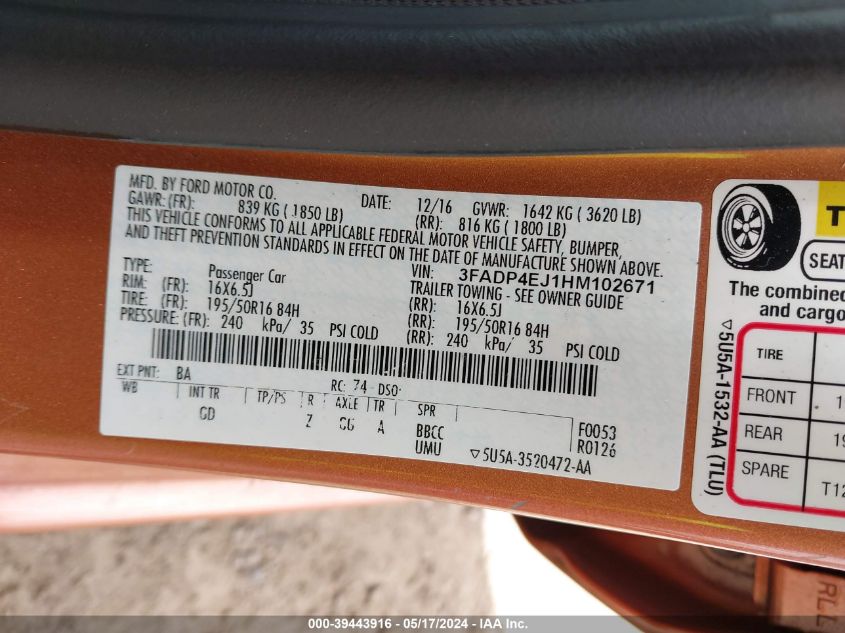 MFD. BY FORD MOTOR CO.
DATE: 12/16 GVWR: 1642 KG ( 3620 LB)
GAWR: (FR): 839 KG ( 1850 LB) (RR): 816 KG ( 1800 LB)
THIS VEHICLE CONFORMS TO ALL APPLICABLE FEDERAL MOTOR VEHICLE SAFETY, BUMPER,
AND THEFT PREVENTION STANDARDS IN EFFECT ON THE DATE OF MANUFACTURE SHOWN ABOVE.
VIN: 3FADP4EJ1HM102671
TYPE: Passenger Car TRAILER TOWING - SEE OWNER GUIDE
RIM: (FR): 16X6.5J (RR): 16X6.5J
TIRE: (FR): 195/50R16 84H (RR): 195/50R16 84H
PRESSURE: (FR): 240 kPa/ 35 PSI COLD (RR): 240 kPa/ 35 PSI COLD
EXT PNT: BA RC: 74 DSO:
WB INT TR TP/PS R AXLE TR SPR
GD Z GG A BBCC
UMU
F0053
R0126
▽5U5A-3520472-AA
▽5U5A-1532-AA (TLU)
T
SEAT
The combined
and cargo
TIRE
FRONT 1
REAR 19
SPARE T12
RLL
000-39443916 - 05/17/2024 - IAA Inc.